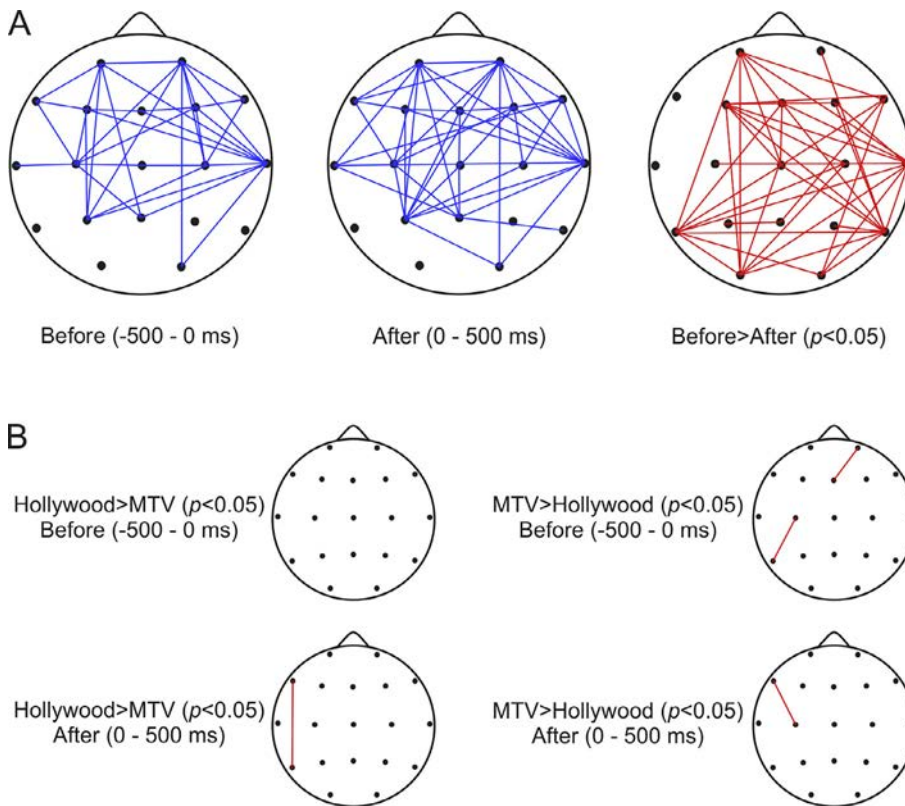 A
Before (-500 - 0 ms)
After (0 - 500 ms)
Before>After (p<0.05)
B
Hollywood>MTV (p<0.05)
Before (-500 - 0 ms)
MTV>Hollywood (p<0.05)
Before (-500 - 0 ms)
Hollywood>MTV (p<0.05)
After (0 - 500 ms)
MTV>Hollywood (p<0.05)
After (0 - 500 ms)